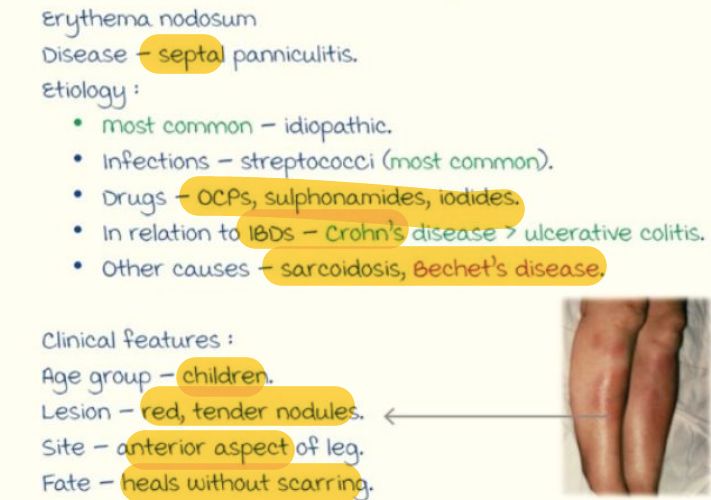 Erythema nodosum
Disease – septal panniculitis.
Etiology :
• most common – idiopathic.
• Infections – streptococci (most common).
• Drugs – OCPs, sulphonamides, iodides.
• In relation to IBDs – Crohn's disease > ulcerative colitis.
• Other causes – sarcoidosis, Bechet's disease.
Clinical features :
Age group – children.
Lesion – red, tender nodules.
Site – anterior aspect of leg.
Fate – heals without scarring.